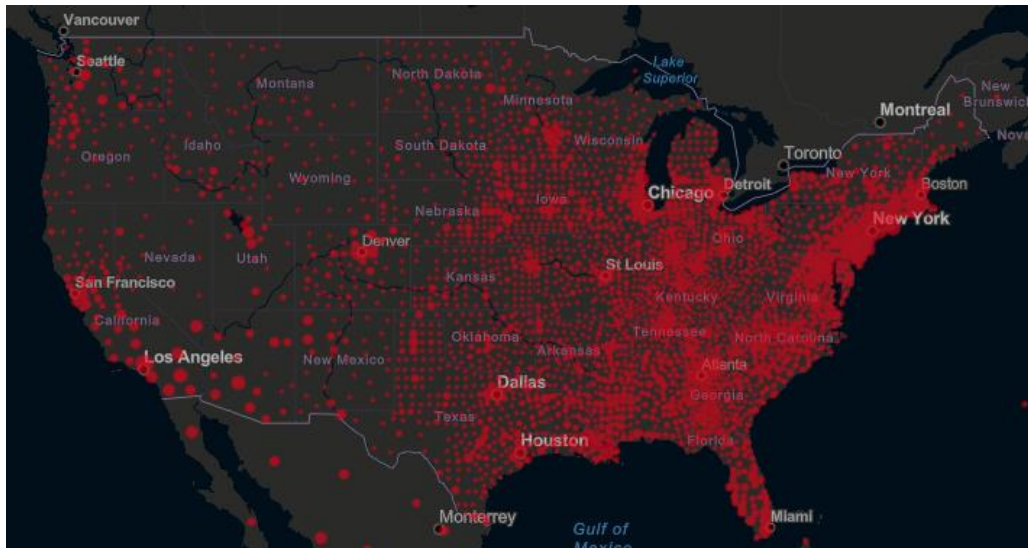 Vancouver
Seattle
Montana
North Dakota
Lake
Superior
Minnesota
Montreal
New
Brunswick
Nova
Oregon
Idaho
South Dakota
Wisconsin
Toronto
Wyoming
Chicago
Detroit
New York
Boston
Nebraska
Iowa
New York
Nevada
Utah
Denver
Ohio
San Francisco
Kansas
St Louis
Kentucky
Virginia
California
Oklahoma
Tennessee
North Carolina
Los Angeles
New Mexico
Arkansas
Atlanta
Dallas
Georgia
Texas
Houston
Florida
Monterrey
Miami
Gulf of
Mexico